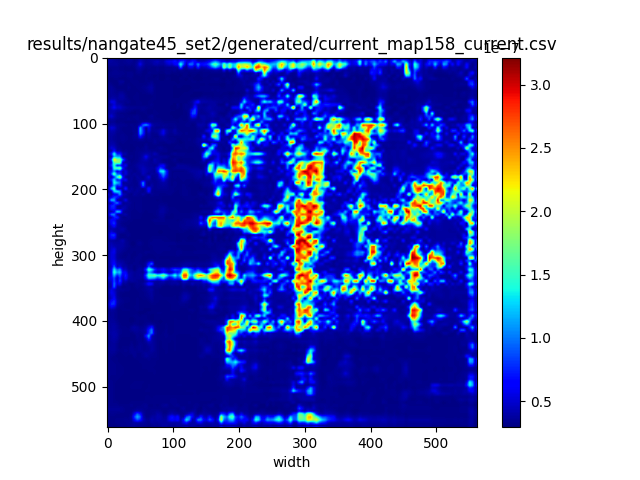 results/nangate45_set2/generated/current_map158_current.csv
1e−7
0
100
200
300
400
500
height
0 100 200 300 400 500
width
3.0
2.5
2.0
1.5
1.0
0.5